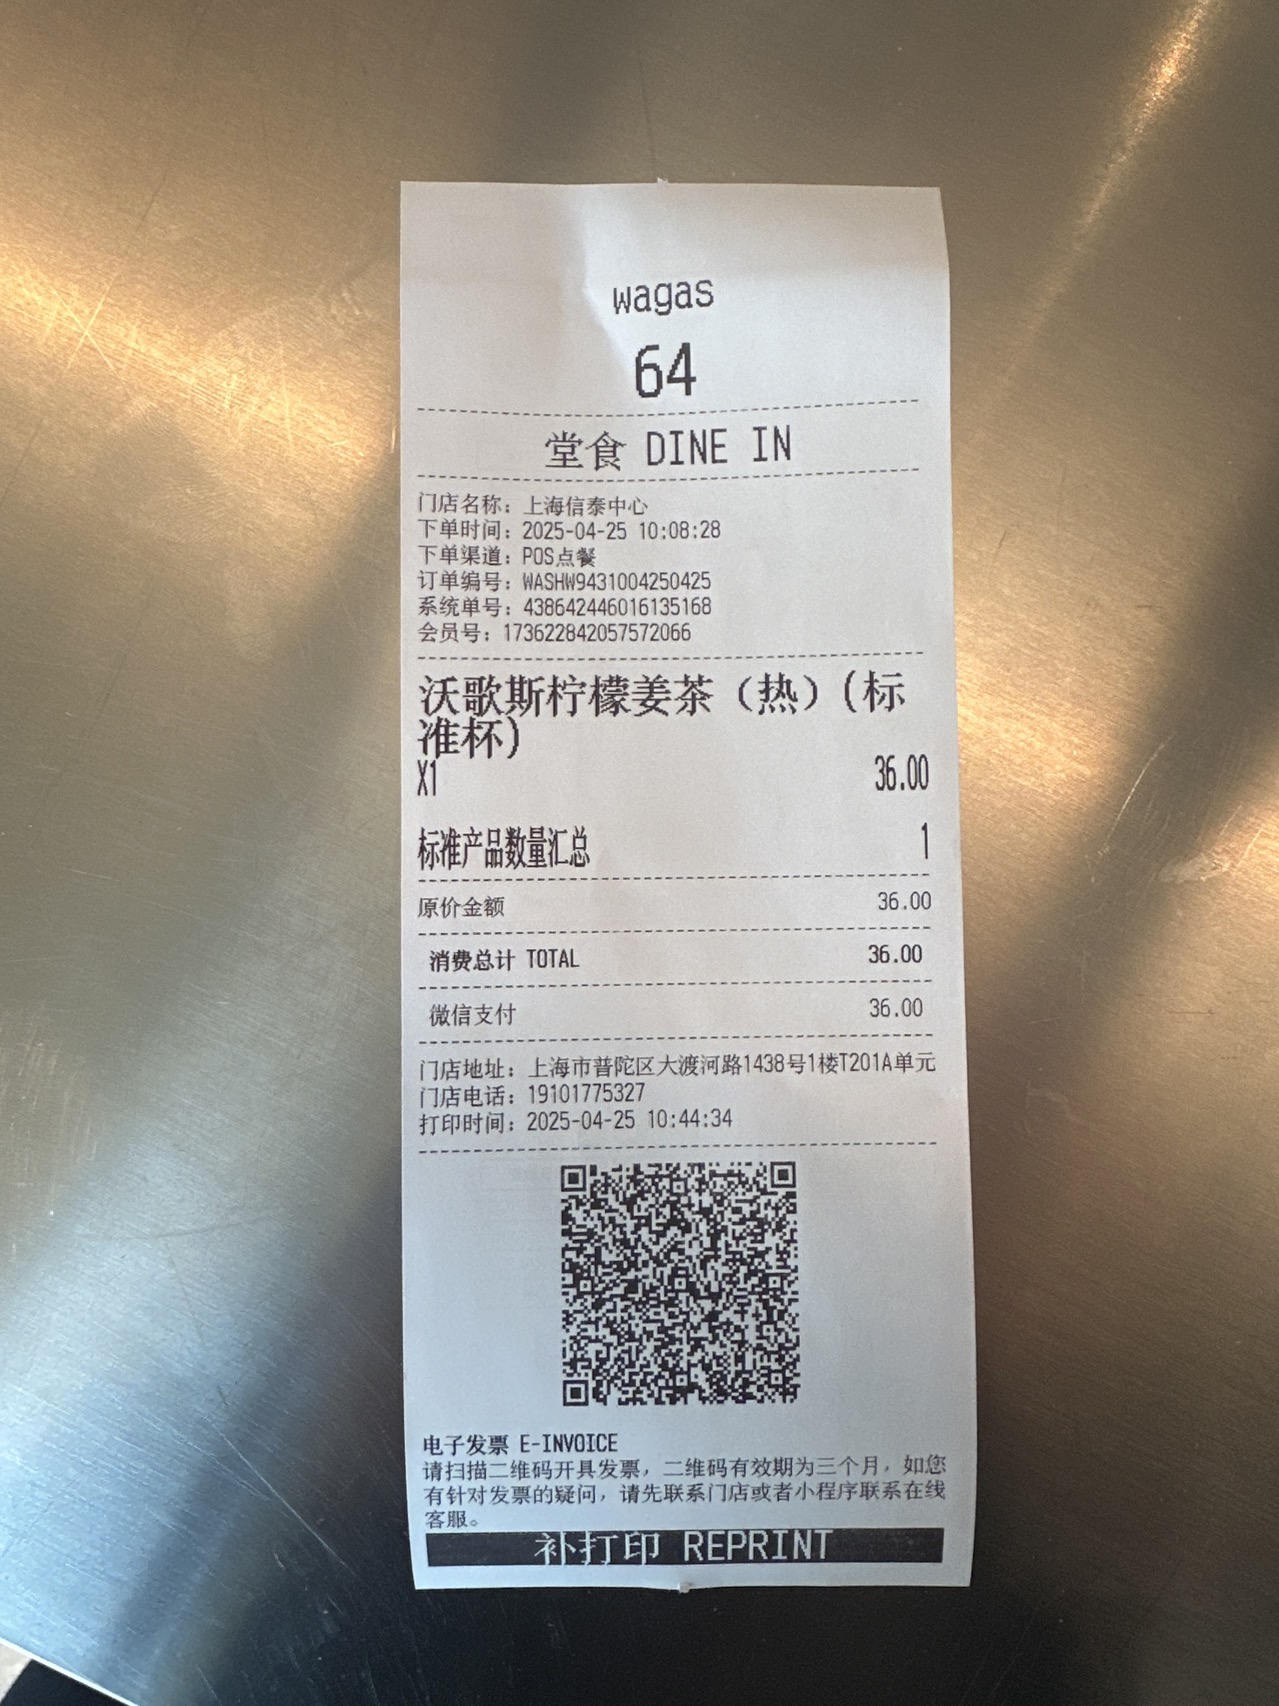 wagas
64
堂食 DINE IN
门店名称：上海信泰中心
下单时间：2025-04-25 10:08:28
下单渠道：POS点餐
订单编号：WASHW9431004250425
系统单号：438642446016135168
会员号：173622842057572066
沃歌斯柠檬姜茶（热）(标
准杯)
X1 36.00
标准产品数量汇总 1
原价金额 36.00
消费总计 TOTAL 36.00
微信支付 36.00
门店地址：上海市普陀区大渡河路1438号1楼T201A单元
门店电话：19101775327
打印时间：2025-04-25 10:44:34
电子发票 E-INVOICE
请扫描二维码开具发票，二维码有效期为三个月，如您
有针对发票的疑问，请先联系门店或者小程序联系在线
客服。
补打印 REPRINT